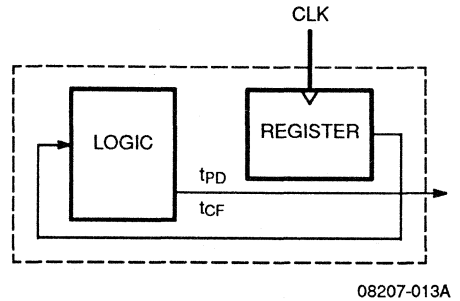 CLK
LOGIC
REGISTER
tPD
tCF
08207-013A